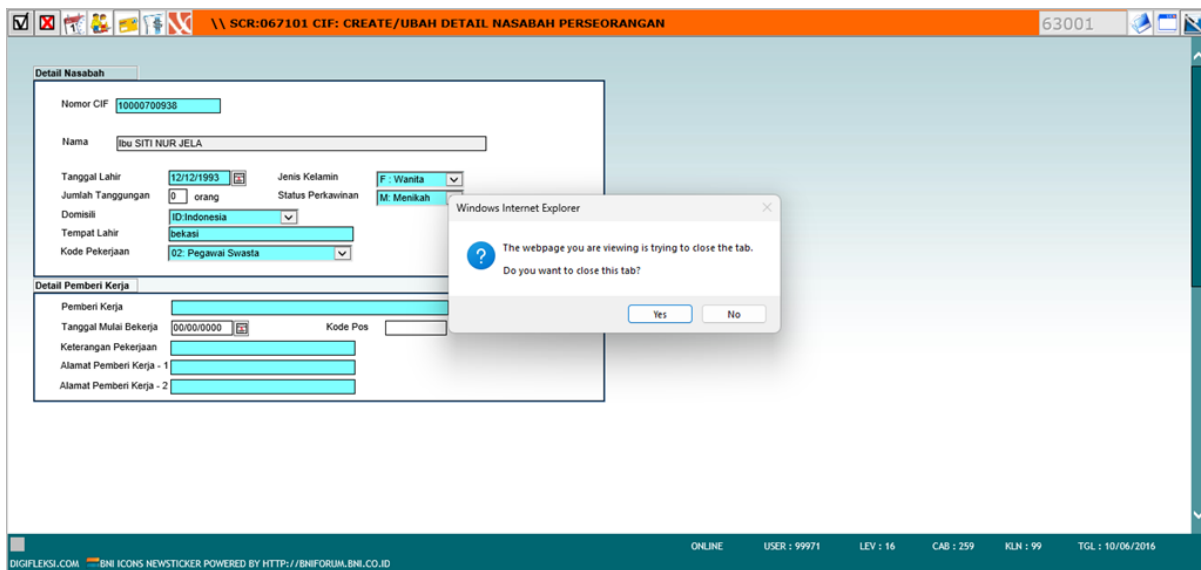 \\ SCR:067101 CIF: CREATE/UBAH DETAIL NASABAH PERSEORANGAN
63001
Detail Nasabah
Nomor CIF 10000700938
Nama Ibu SITI NUR JELA
Tanggal Lahir 12/12/1993 Jenis Kelamin F : Wanita
Jumlah Tanggungan 0 orang Status Perkawinan M: Menikah
Domisili ID:Indonesia
Tempat Lahir bekasi
Kode Pekerjaan 02: Pegawai Swasta
Windows Internet Explorer
The webpage you are viewing is trying to close the tab.
Do you want to close this tab?
Yes No
Detail Pemberi Kerja
Pemberi Kerja
Tanggal Mulai Bekerja 00/00/0000 Kode Pos
Keterangan Pekerjaan
Alamat Pemberi Kerja - 1
Alamat Pemberi Kerja - 2
ONLINE USER : 99971 LEV : 16 CAB : 259 KLN : 99 TGL : 10/06/2016
DIGIFLEKSI.COM BNI ICONS NEWSTICKER POWERED BY HTTP://BNIFORUM.BNI.CO.ID